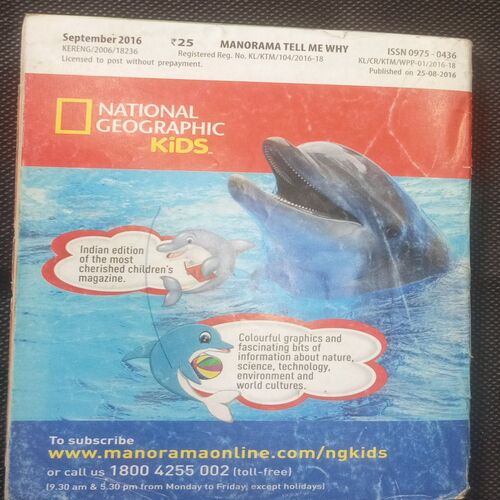 September 2016 ₹25 MANORAMA TELL ME WHY ISSN 0975 - 0436
KERENG/2006/18236 Registered Reg. No. KL/KTM/104/2016-18 KL/CR/KTM/WPP-01/2016-18
Licensed to post without prepayment. Published on 25-08-2016
NATIONAL
GEOGRAPHIC
KiDS
Indian edition
of the most
cherished children's
magazine.
Colourful graphics and
fascinating bits of
information about nature,
science, technology,
environment and
world cultures.
To subscribe
www.manoramaonline.com/ngkids
or call us 1800 4255 002 (toll-free)
(9.30 am & 5.30 pm from Monday to Friday, except holidays)